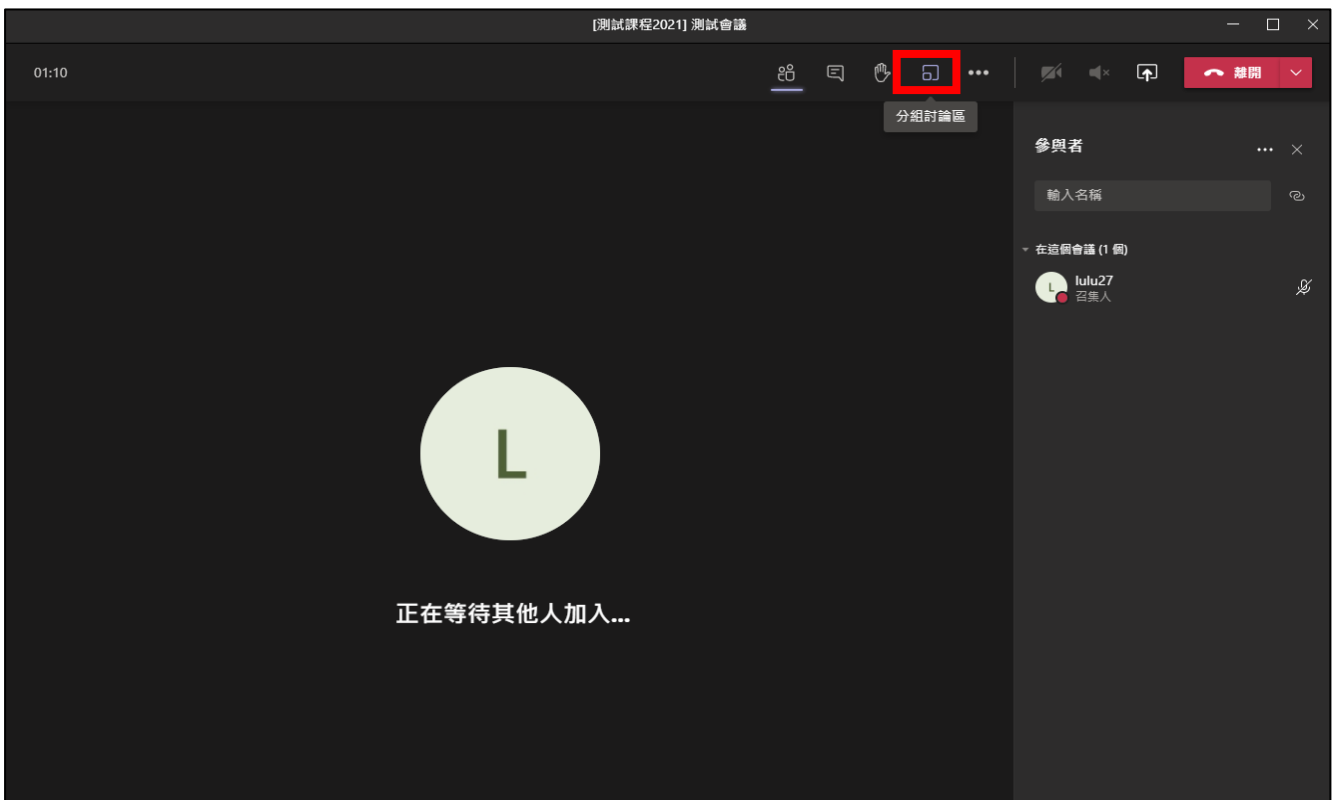 [測試課程2021] 測試會議
01:10
離開
分組討論區
參與者
輸入名稱
在這個會議 (1 個)
L
lulu27
召集人
L
正在等待其他人加入...